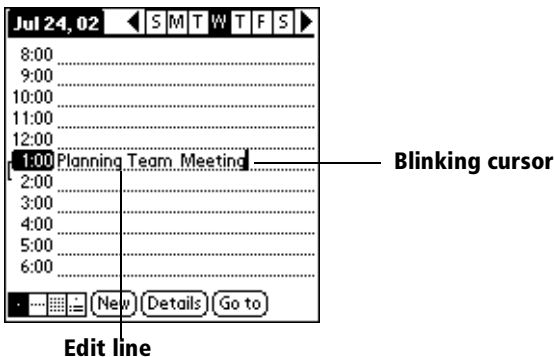 Jul 24, 02 S M T W T F S
8:00
9:00
10:00
11:00
12:00
1:00 Planning Team Meeting
Blinking cursor
2:00
3:00
4:00
5:00
6:00
New Details Go to
Edit line